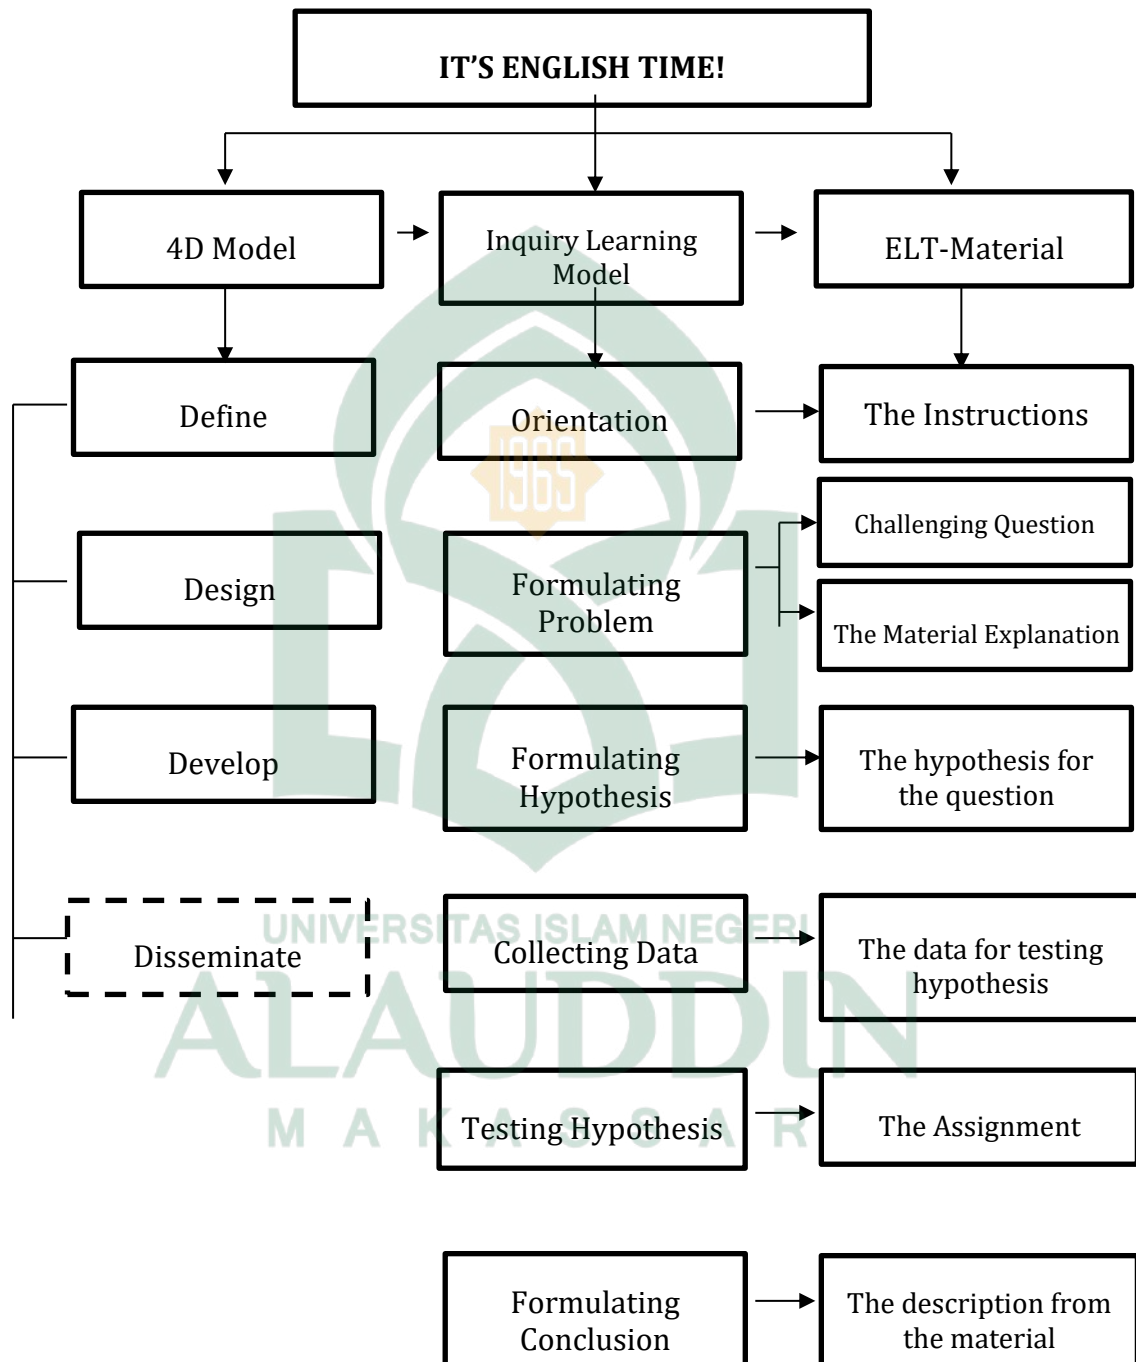 IT’S ENGLISH TIME!
4D Model
Inquiry Learning
Model
ELT-Material
Define
Orientation
The Instructions
1965
Design
Formulating
Problem
Challenging Question
The Material Explanation
Develop
Formulating
Hypothesis
The hypothesis for
the question
Disseminate
UNIVERSITAS ISLAM NEGERI
Collecting Data
The data for testing
hypothesis
ALAUDDIN
Testing Hypothesis
The Assignment
MAKASSAR
Formulating
Conclusion
The description from
the material